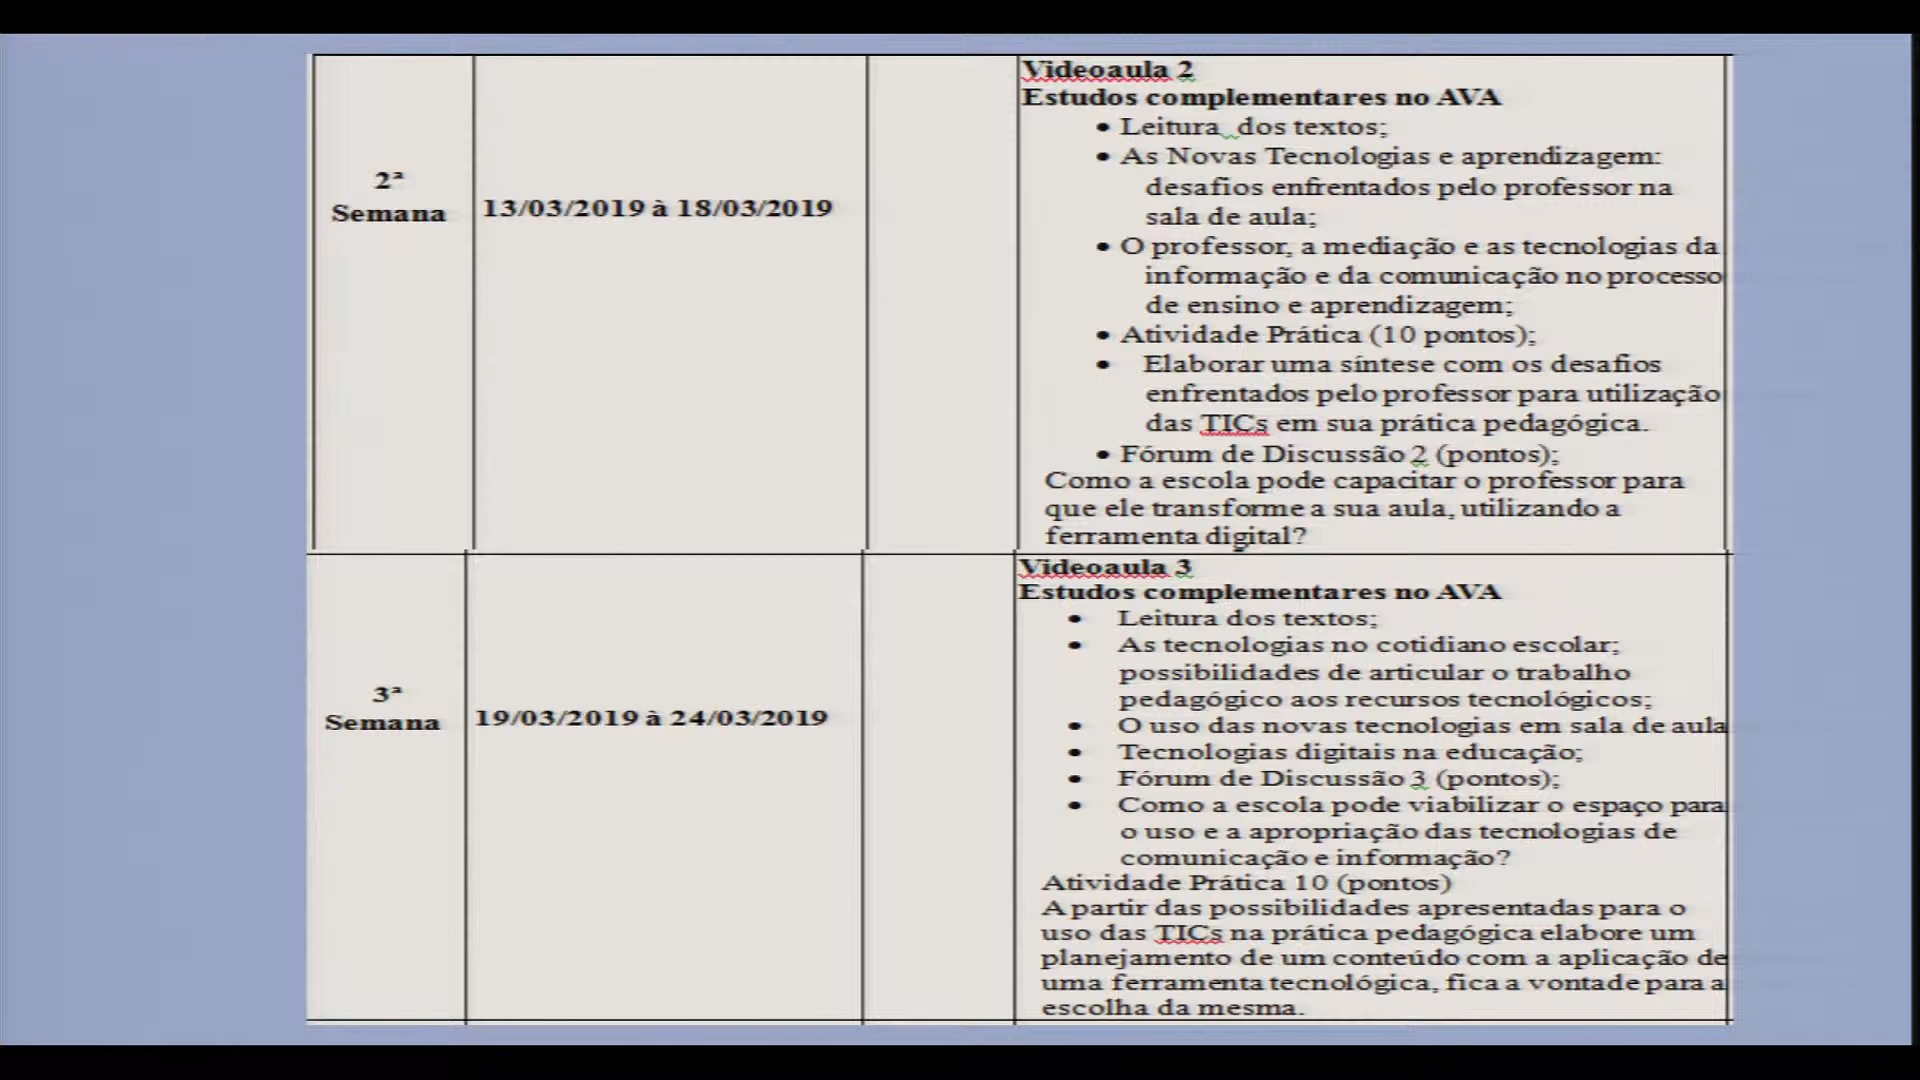 2ª
Semana
13/03/2019 à 18/03/2019
Videoaula 2
Estudos complementares no AVA
• Leitura dos textos;
• As Novas Tecnologias e aprendizagem:
desafios enfrentados pelo professor na
sala de aula;
• O professor, a mediação e as tecnologias da
informação e da comunicação no processo
de ensino e aprendizagem;
• Atividade Prática (10 pontos);
• Elaborar uma síntese com os desafios
enfrentados pelo professor para utilização
das TICs em sua prática pedagógica.
• Fórum de Discussão 2 (pontos);
Como a escola pode capacitar o professor para
que ele transforme a sua aula, utilizando a
ferramenta digital?
3ª
Semana
19/03/2019 à 24/03/2019
Videoaula 3
Estudos complementares no AVA
• Leitura dos textos;
• As tecnologias no cotidiano escolar;
possibilidades de articular o trabalho
pedagógico aos recursos tecnológicos;
• O uso das novas tecnologias em sala de aula
• Tecnologias digitais na educação;
• Fórum de Discussão 3 (pontos);
• Como a escola pode viabilizar o espaço para
o uso e a apropriação das tecnologias de
comunicação e informação?
Atividade Prática 10 (pontos)
A partir das possibilidades apresentadas para o
uso das TICs na prática pedagógica elabore um
planejamento de um conteúdo com a aplicação de
uma ferramenta tecnológica, fica a vontade para a
escolha da mesma.